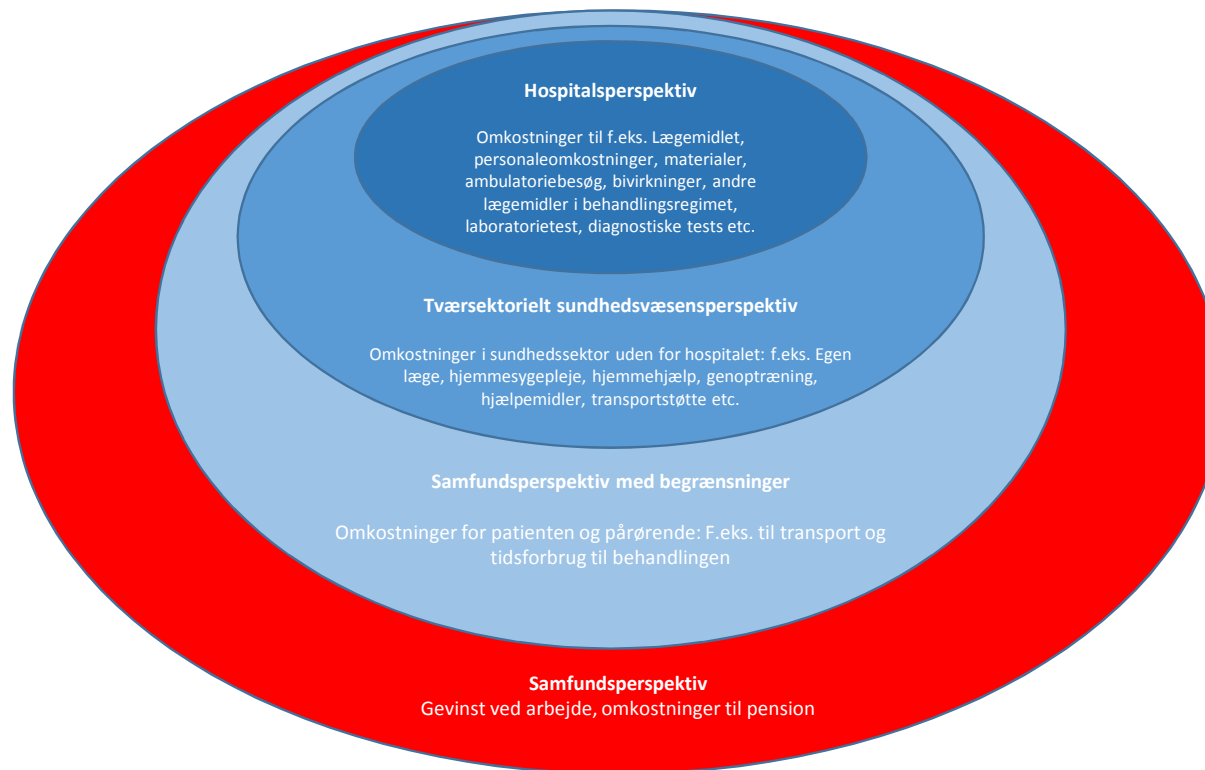 Hospitalsperspektiv
Omkostninger til f.eks. Lægemidlet,
personaleomkostninger, materialer,
ambulatoriebesøg, bivirkninger, andre
lægemidler i behandlingsregimet,
laboratorietest, diagnostiske tests etc.
Tværsektorielt sundhedsvæsensperspektiv
Omkostninger i sundhedssektor uden for hospitalet: f.eks. Egen
læge, hjemmesygepleje, hjemmehjælp, genoptræning,
hjælpemidler, transportstøtte etc.
Samfundsperspektiv med begrænsninger
Omkostninger for patienten og pårørende: F.eks. til transport og
tidsforbrug til behandlingen
Samfundsperspektiv
Gevinst ved arbejde, omkostninger til pension